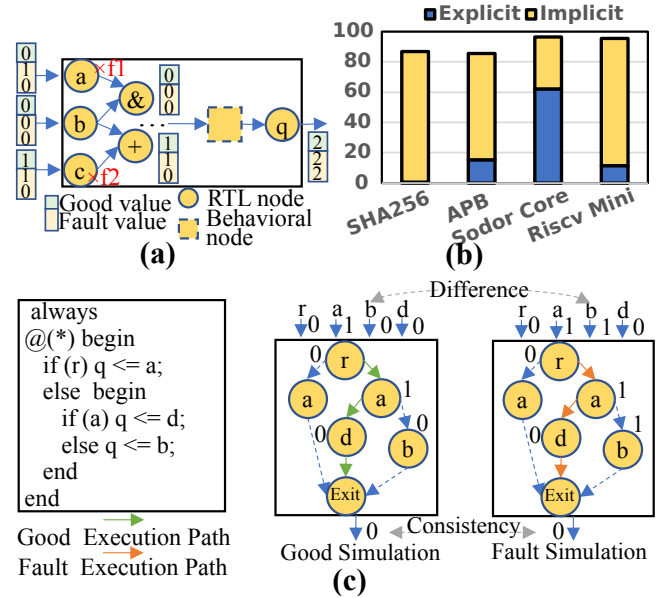 0
1
0
a
×f1
0
0
0
&
0
0
0
b
...
q
1
1
0
c
×f2
+
1
1
0
2
2
2
Good value
Fault value
RTL node
Behavioral
node
(a)
Explicit Implicit
100
80
60
40
20
0
SHA256
APB
Sodor Core
Riscv Mini
(b)
always
@(*) begin
if (r) q <= a;
else begin
if (a) q <= d;
else q <= b;
end
end
Good Execution Path
Fault Execution Path
Difference
r a b d
0 1 0 0
0 r
a a 1
0 d 0 b
Exit
0
Good Simulation
Consistency
r a b d
0 1 1 0
0 r
a a 1
0 d 1 b
Exit
0
Fault Simulation
(c)